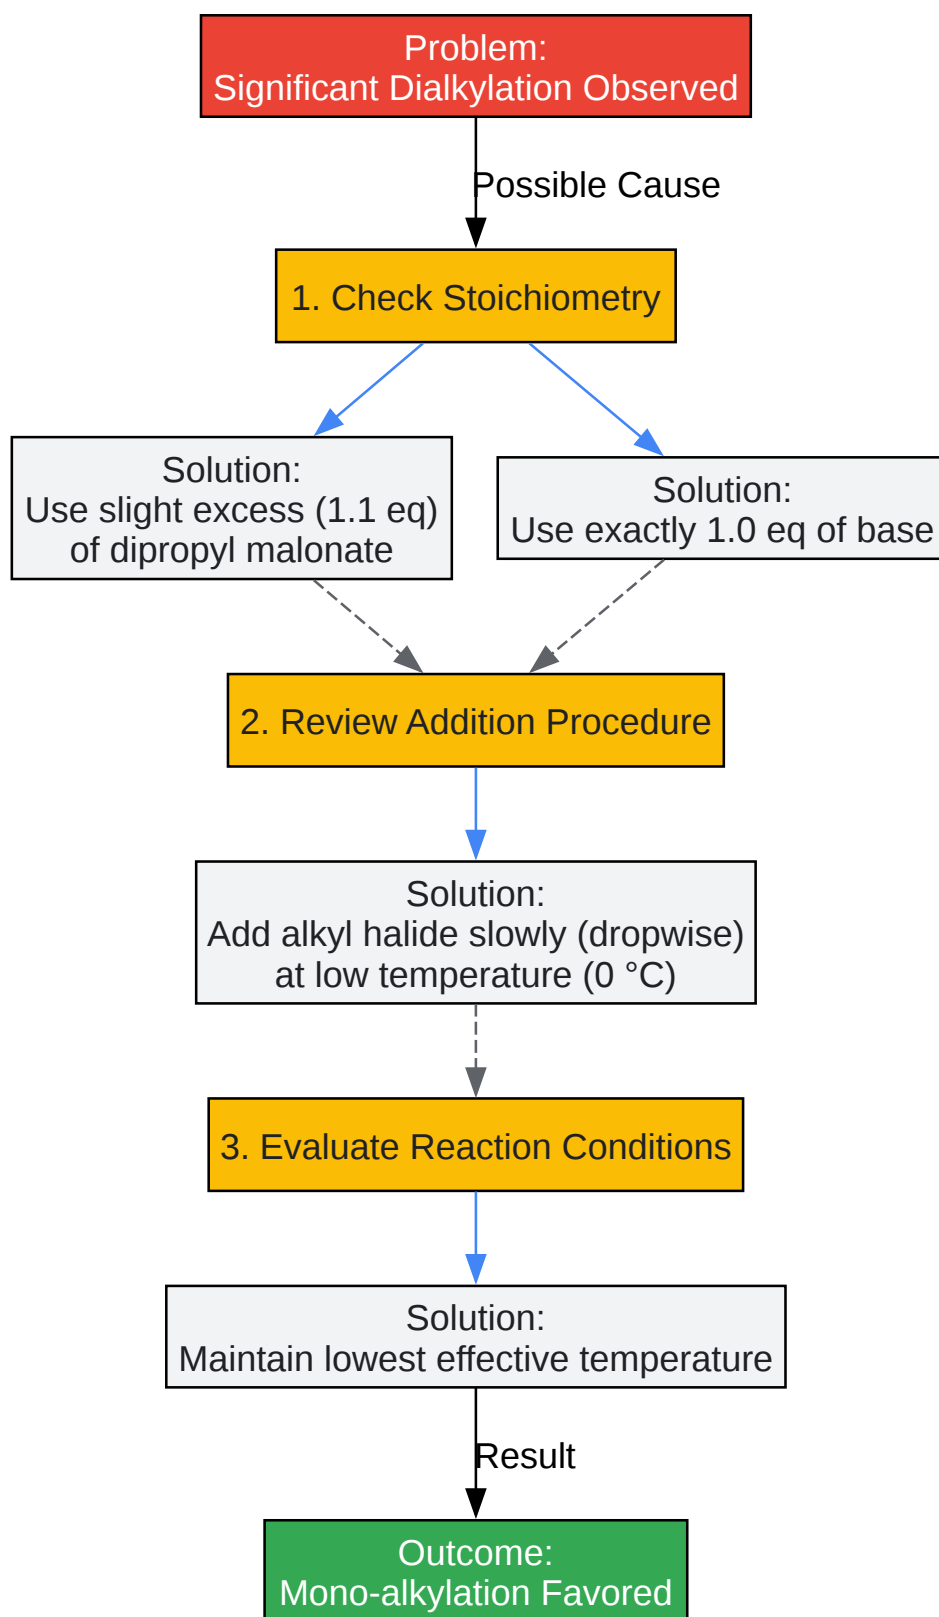 Problem:
Significant Dialkylation Observed
Possible Cause
1. Check Stoichiometry
Solution:
Use slight excess (1.1 eq)
of dipropyl malonate
Solution:
Use exactly 1.0 eq of base
2. Review Addition Procedure
Solution:
Add alkyl halide slowly (dropwise)
at low temperature (0 °C)
3. Evaluate Reaction Conditions
Solution:
Maintain lowest effective temperature
Result
Outcome:
Mono-alkylation Favored